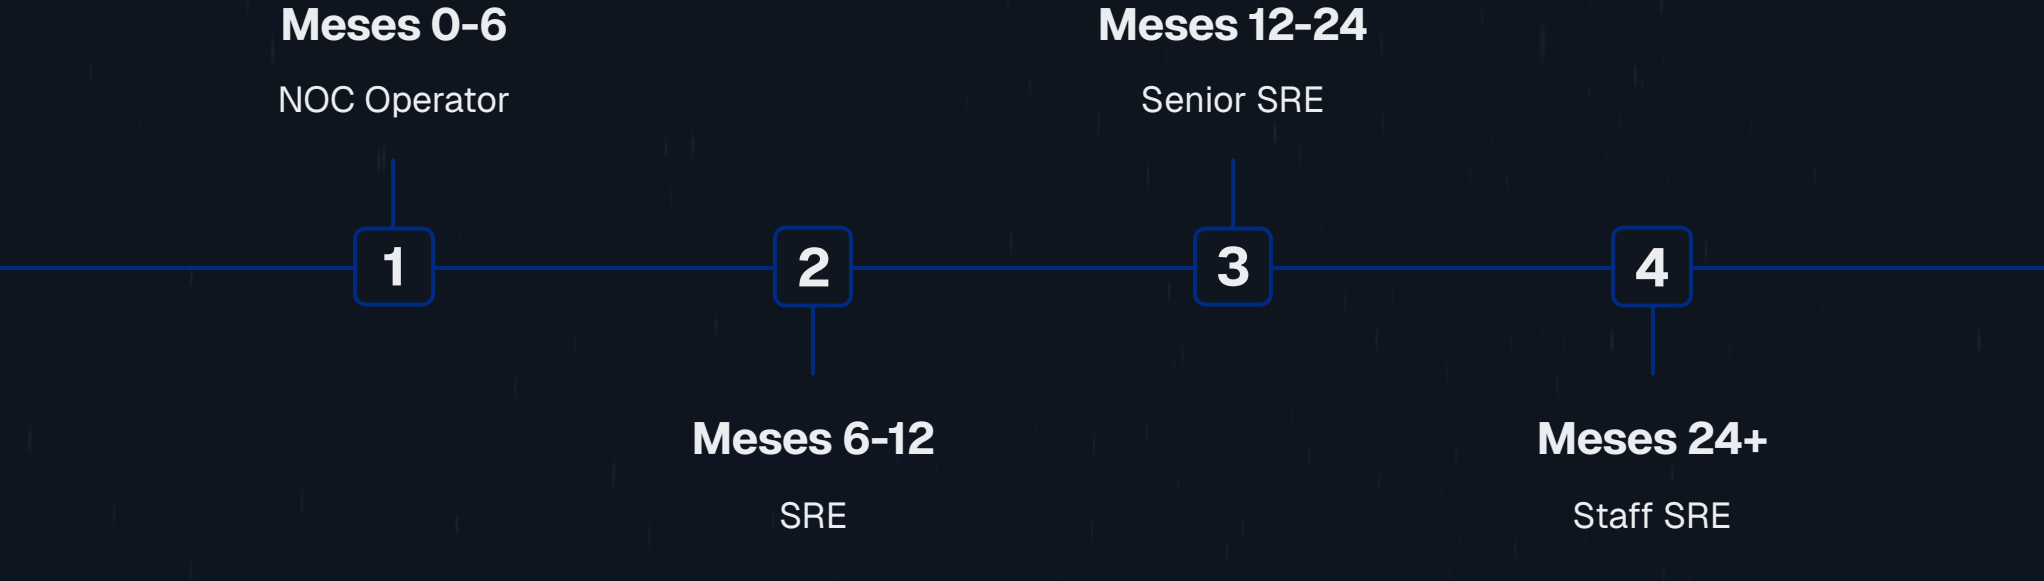 Meses 0-6
NOC Operator
Meses 12-24
Senior SRE
1
2
3
4
Meses 6-12
SRE
Meses 24+
Staff SRE